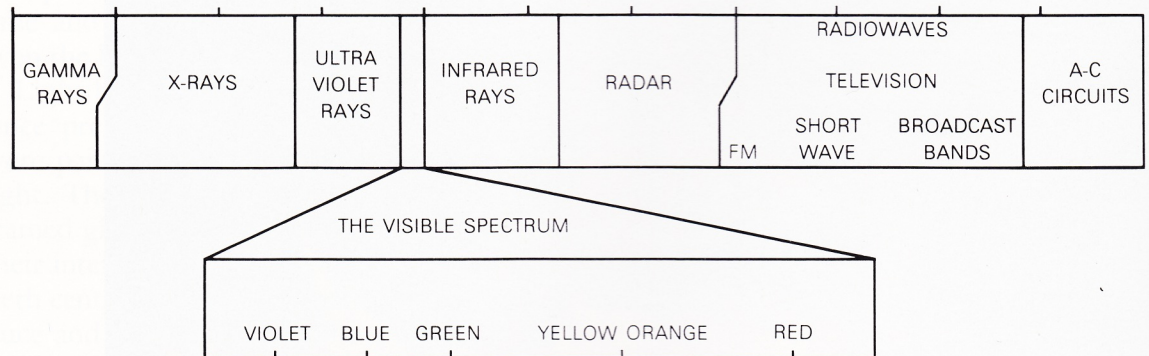 GAMMA
RAYS
X-RAYS
ULTRA
VIOLET
RAYS
INFRARED
RAYS
RADAR
RADIOWAVES
TELEVISION
FM
SHORT
WAVE
BROADCAST
BANDS
A-C
CIRCUITS
THE VISIBLE SPECTRUM
VIOLET BLUE GREEN YELLOW ORANGE RED